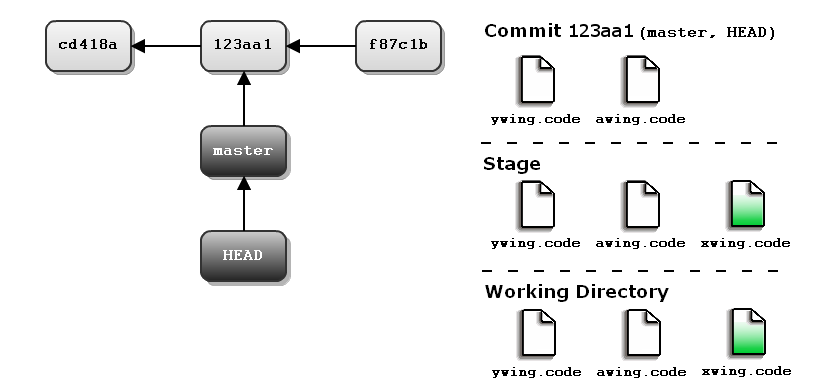 cd418a
123aa1
f87c1b
master
HEAD
Commit 123aa1 (master, HEAD)
ywing.code
awing.code
Stage
ywing.code
awing.code
xwing.code
Working Directory
ywing.code
awing.code
xwing.code